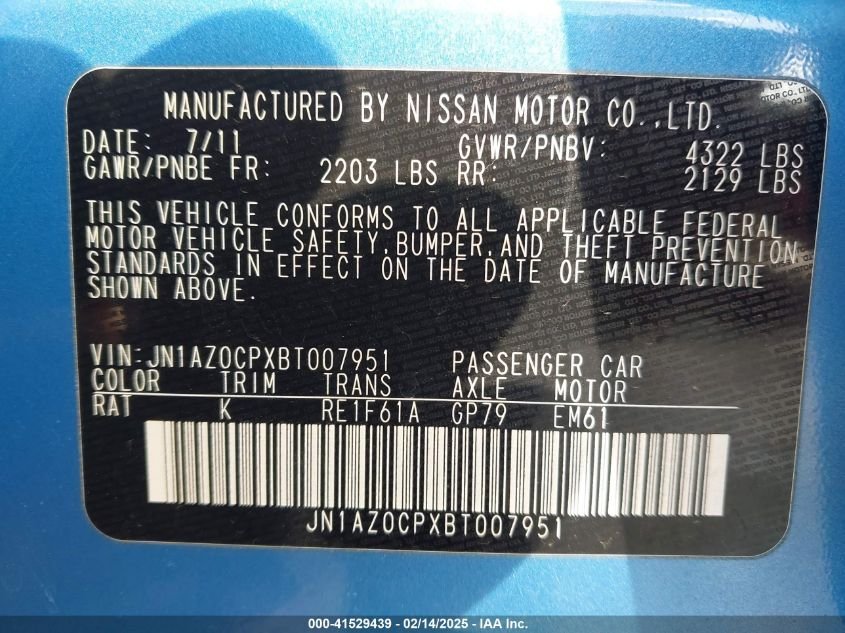 MANUFACTURED BY NISSAN MOTOR CO.,LTD.
DATE: 7/11 GVWR/PNBV: 4322 LBS
GAWR/PNBE FR: 2203 LBS RR: 2129 LBS
THIS VEHICLE CONFORMS TO ALL APPLICABLE FEDERAL
MOTOR VEHICLE SAFETY,BUMPER,AND THEFT PREVENTION
STANDARDS IN EFFECT ON THE DATE OF MANUFACTURE
SHOWN ABOVE.
VIN:JN1AZ0CPXBT007951 PASSENGER CAR
COLOR TRIM TRANS AXLE MOTOR
RAT K RE1F61A GP79 EM61
JN1AZ0CPXBT007951
000-41529439 - 02/14/2025 - IAA Inc.